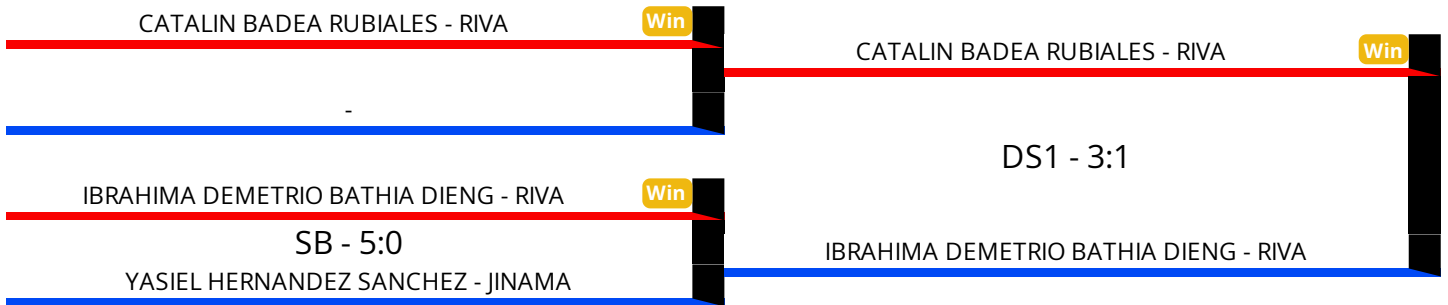 CATALIN BADEA RUBIALES - RIVA
Win
-
IBRAHIMA DEMETRIO BATHIA DIENG - RIVA
Win
SB - 5:0
YASIEL HERNANDEZ SANCHEZ - JINAMA
CATALIN BADEA RUBIALES - RIVA
Win
DS1 - 3:1
IBRAHIMA DEMETRIO BATHIA DIENG - RIVA